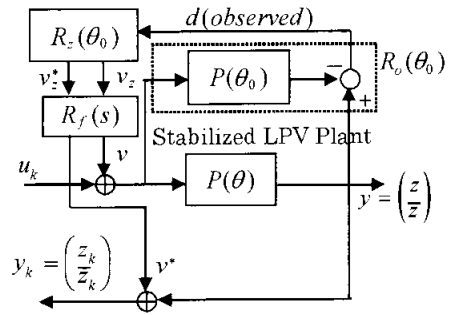 d(observed)
R_z(θ_0)
R_o(θ_0)
P(θ_0)
−
+
v_z^*
v_z
R_f(s)
Stabilized LPV Plant
v
u_k
P(θ)
y = (z / z̄)
y_k = (z_k / z̄_k)
v^*